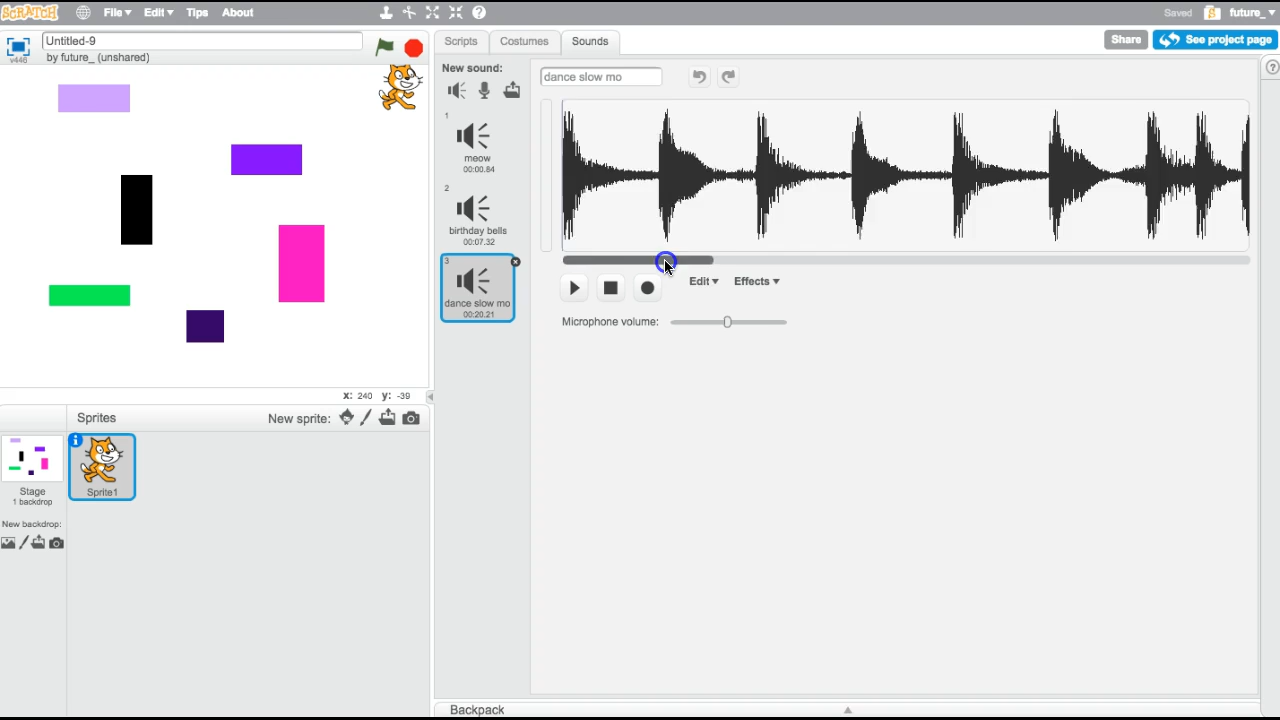 SCRATCH File Edit Tips About Saved future_
v446 Untitled-9
by future_ (unshared)
Scripts Costumes Sounds Share See project page
New sound:
dance slow mo
1
meow
00:00.84
2
birthday bells
00:07.32
3
dance slow mo
00:20.21
Edit Effects
Microphone volume:
x: 240 y: -39
Sprites New sprite:
Stage
1 backdrop
Sprite1
New backdrop:
Backpack